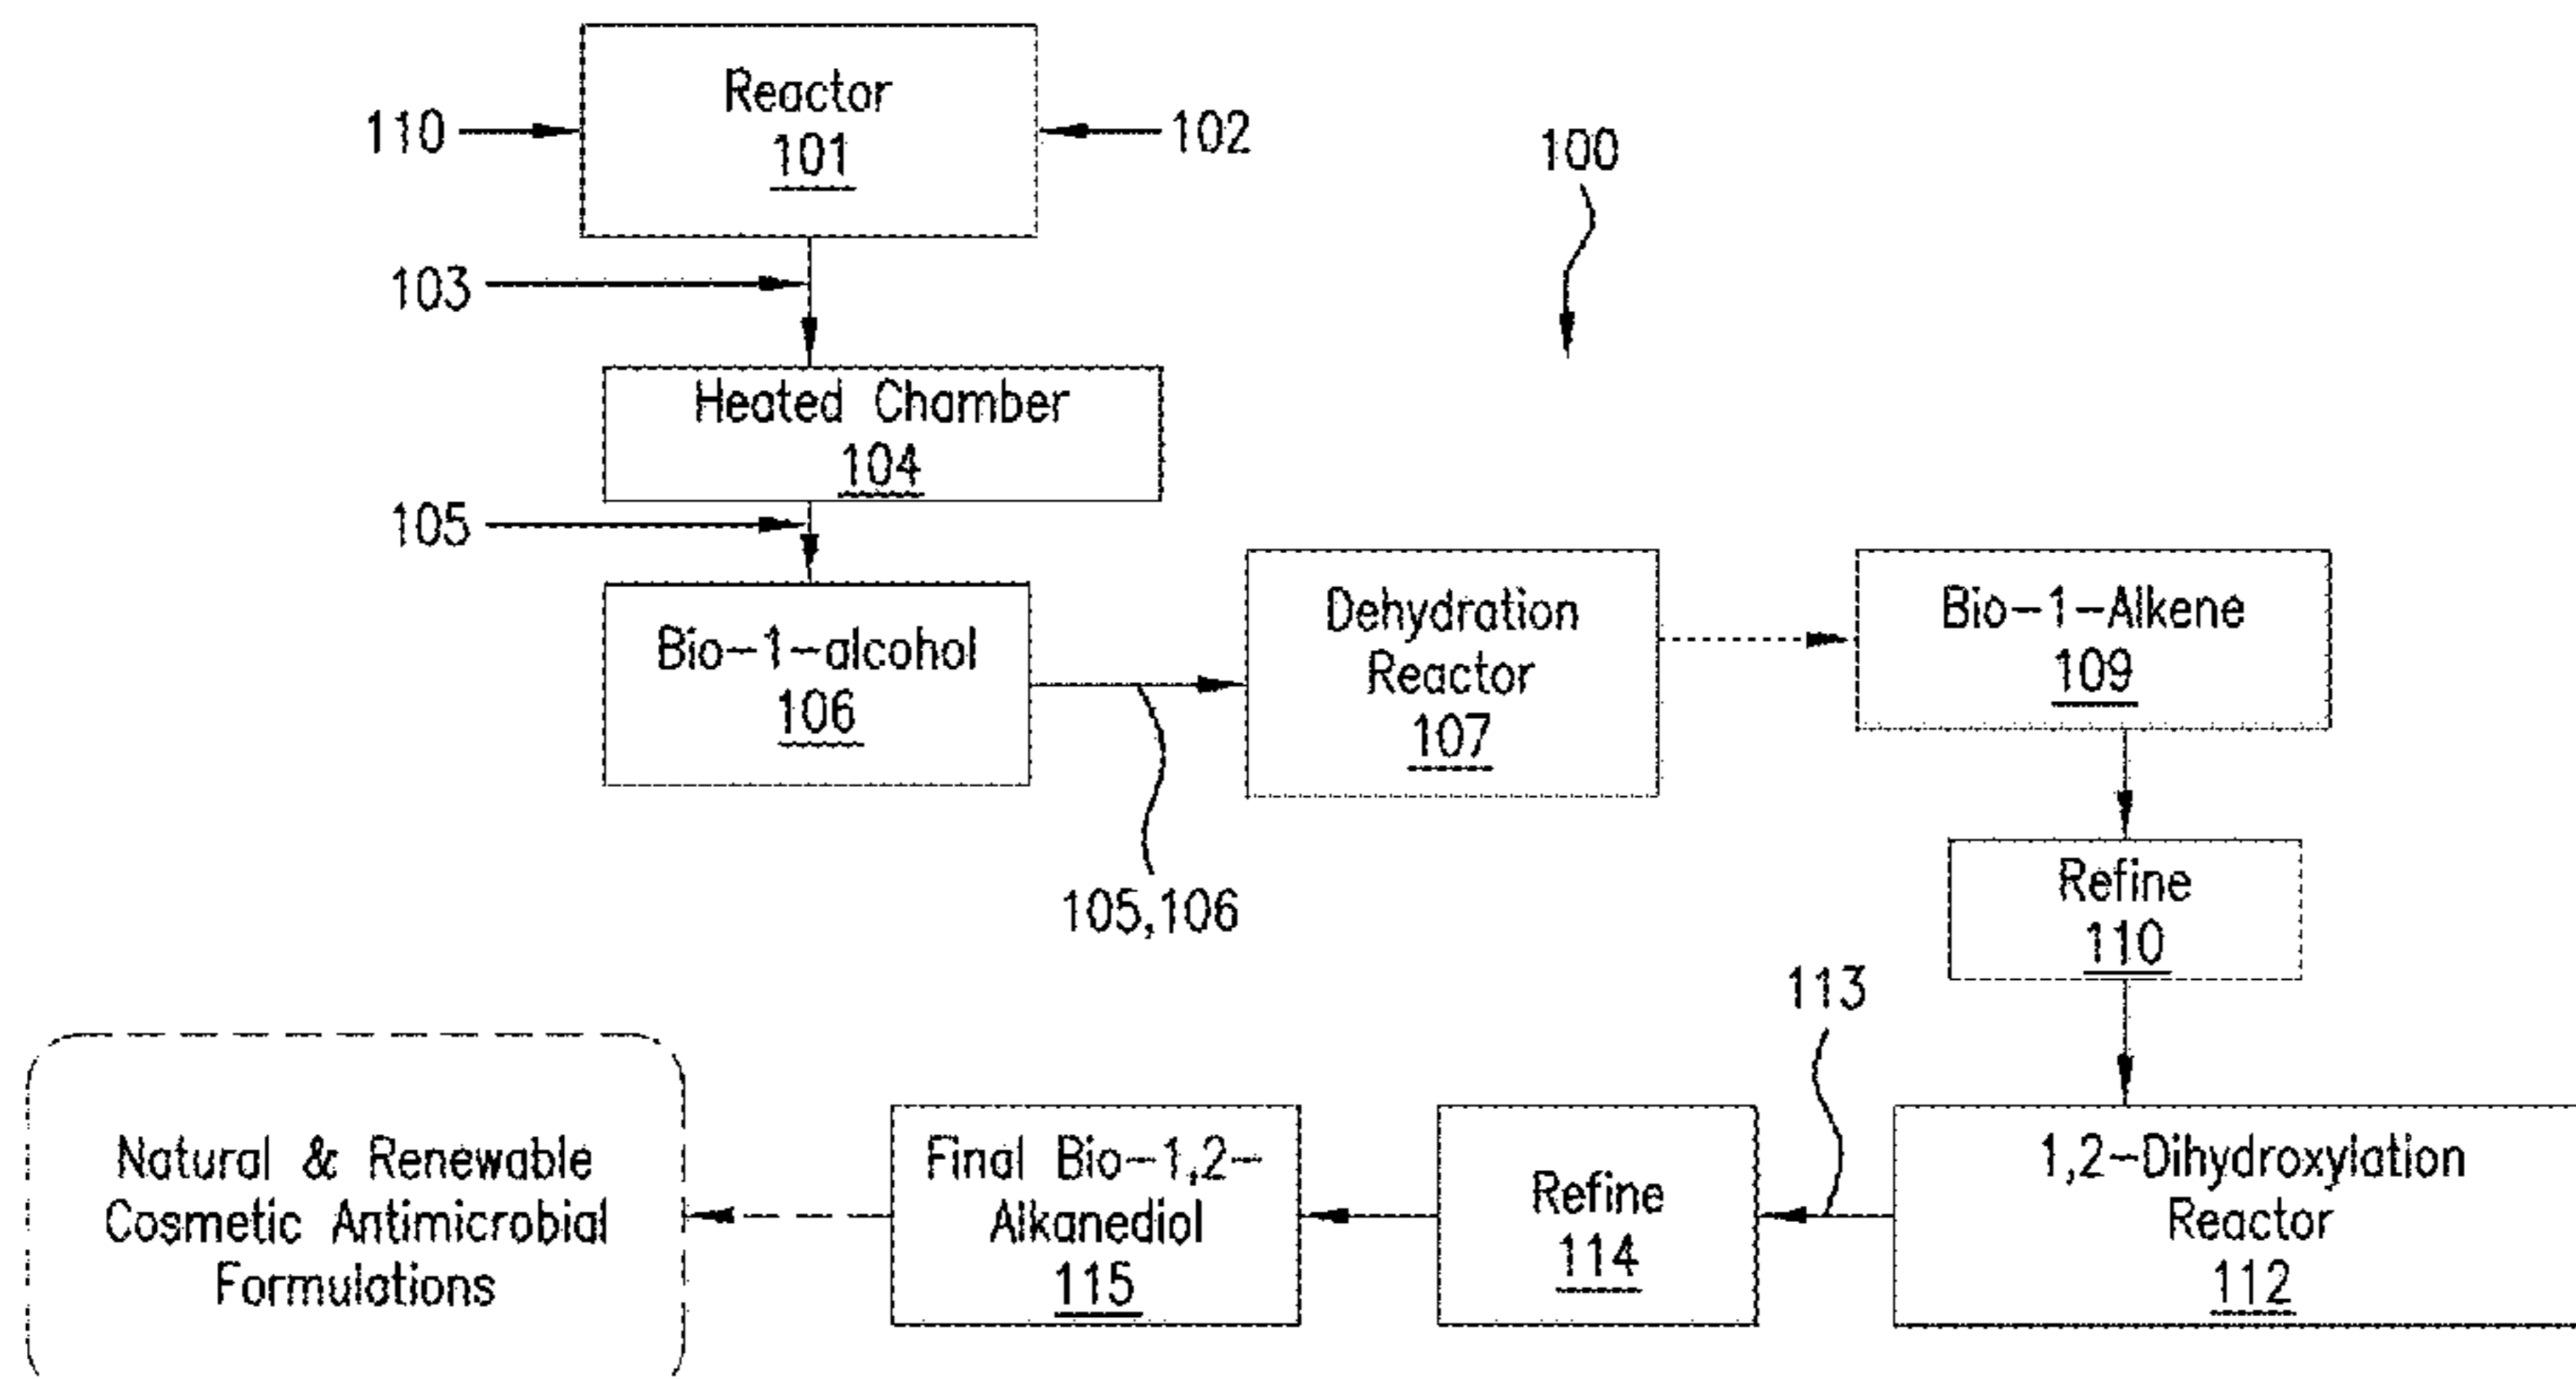 Reactor
101
110
102
100
103
Heated Chamber
104
105
Bio-1-alcohol
106
Dehydration
Reactor
107
Bio-1-Alkene
109
105,106
Refine
110
113
Natural & Renewable
Cosmetic Antimicrobial
Formulations
Final Bio-1,2-
Alkanediol
115
Refine
114
1,2-Dihydroxylation
Reactor
112